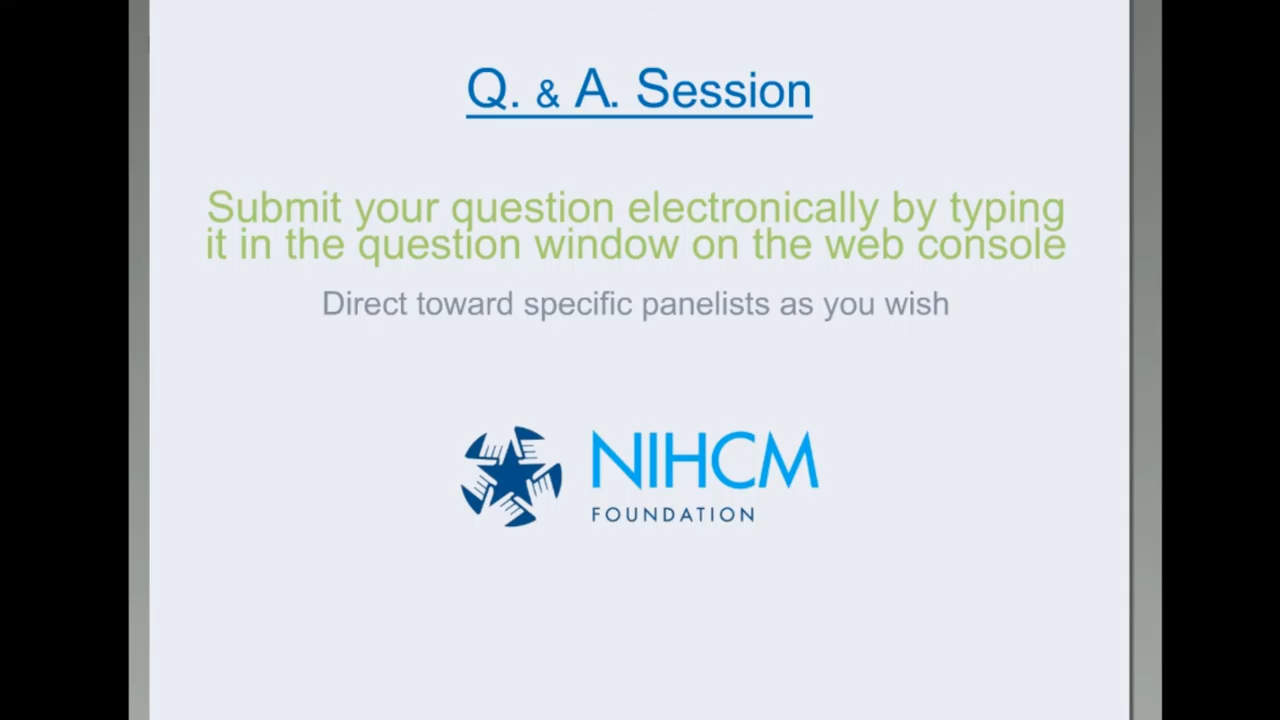 Q. & A. Session
Submit your question electronically by typing
it in the question window on the web console
Direct toward specific panelists as you wish
NIHCM
FOUNDATION